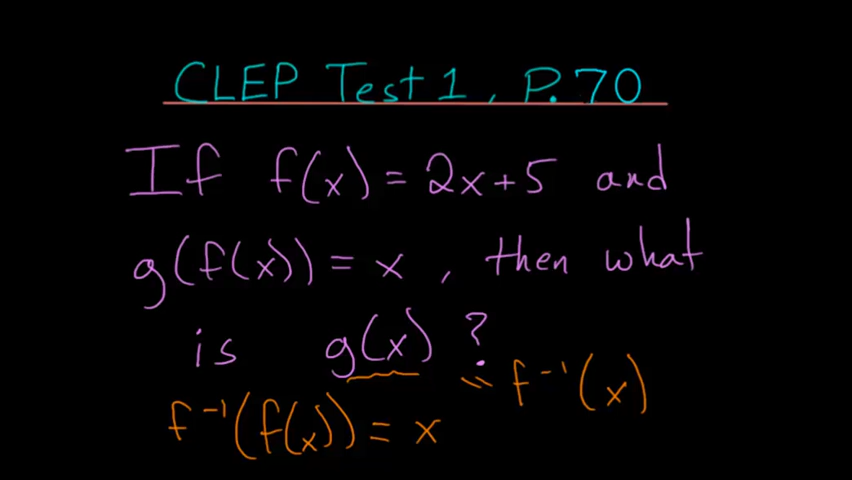 CLEP Test 1, P.70
If f(x) = 2x+5 and
g(f(x)) = x, then what
is g(x)?
f⁻¹(x)
f⁻¹(f(x)) = x